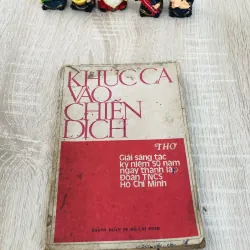 KHÚC CA
VÀO
CHIẾN
DỊCH
THƠ
Giải sáng tác
kỷ niệm 50 năm
ngày thành lập
Đoàn TNCS
Hồ Chí Minh